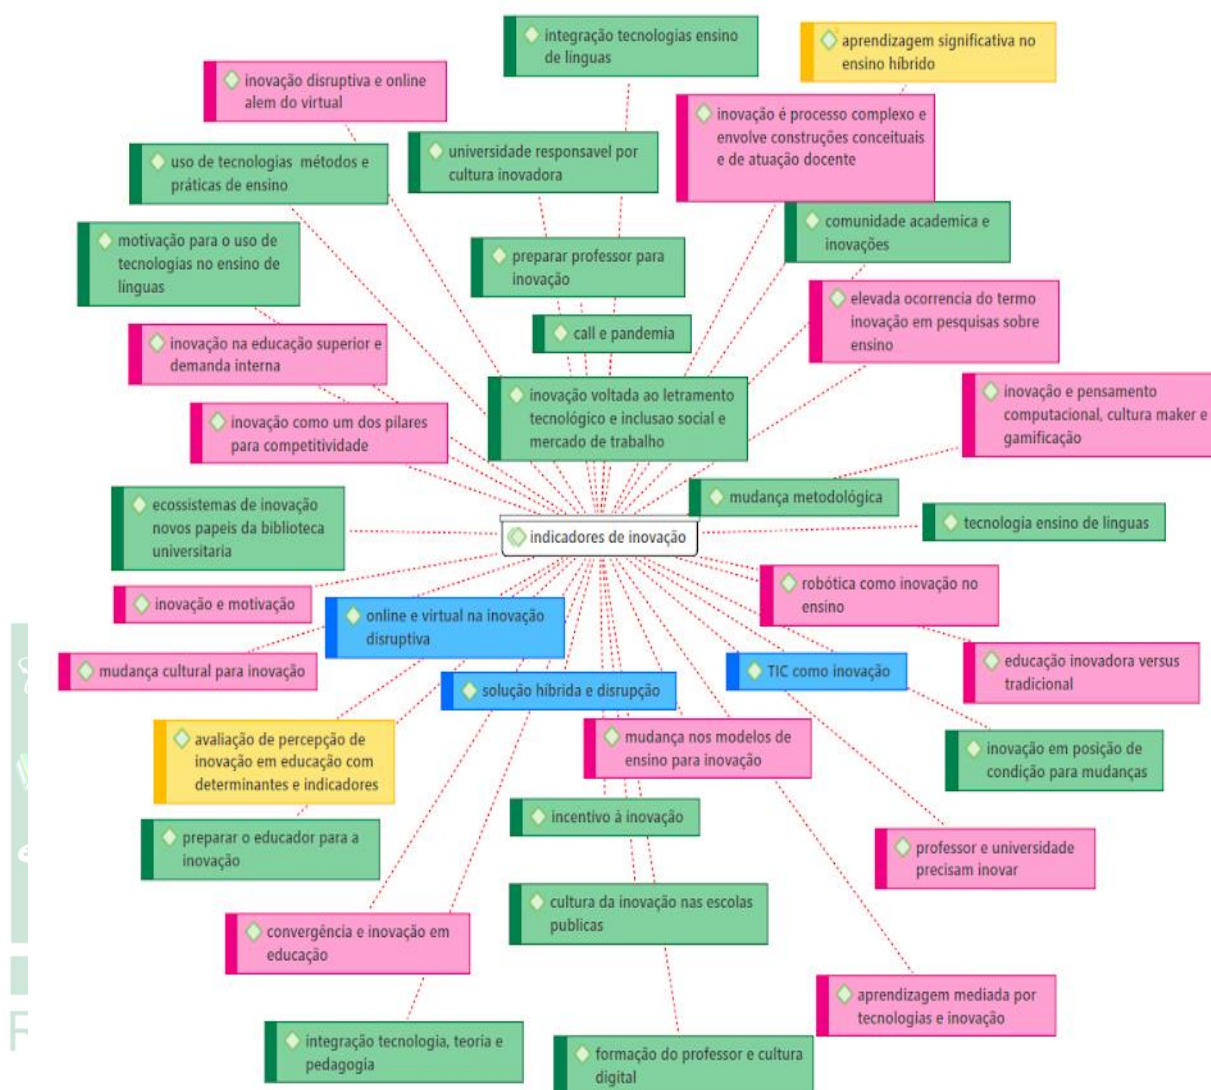 integração tecnologias ensino
de línguas
aprendizagem significativa no
ensino híbrido
inovação disruptiva e online
alem do virtual
inovação é processo complexo e
envolve construções conceituais
e de atuação docente
uso de tecnologias métodos e
práticas de ensino
universidade responsavel por
cultura inovadora
comunidade academica e
inovações
motivação para o uso de
tecnologias no ensino de
línguas
preparar professor para
inovação
elevada ocorrencia do termo
inovação em pesquisas sobre
ensino
call e pandemia
inovação na educação superior e
demanda interna
inovação voltada ao letramento
tecnológico e inclusao social e
mercado de trabalho
inovação e pensamento
computacional, cultura maker e
gamificação
inovação como um dos pilares
para competitividade
mudança metodológica
ecossistemas de inovação
novos papeis da biblioteca
universitaria
tecnologia ensino de linguas
indicadores de inovação
robótica como inovação no
ensino
inovação e motivação
online e virtual na inovação
disruptiva
mudança cultural para inovação
TIC como inovação
educação inovadora versus
tradicional
solução híbrida e disrupção
avaliação de percepção de
inovação em educação com
determinantes e indicadores
mudança nos modelos de
ensino para inovação
inovação em posição de
condição para mudanças
incentivo à inovação
preparar o educador para a
inovação
professor e universidade
precisam inovar
cultura da inovação nas escolas
publicas
convergência e inovação em
educação
aprendizagem mediada por
tecnologias e inovação
integração tecnologia, teoria e
pedagogia
formação do professor e cultura
digital